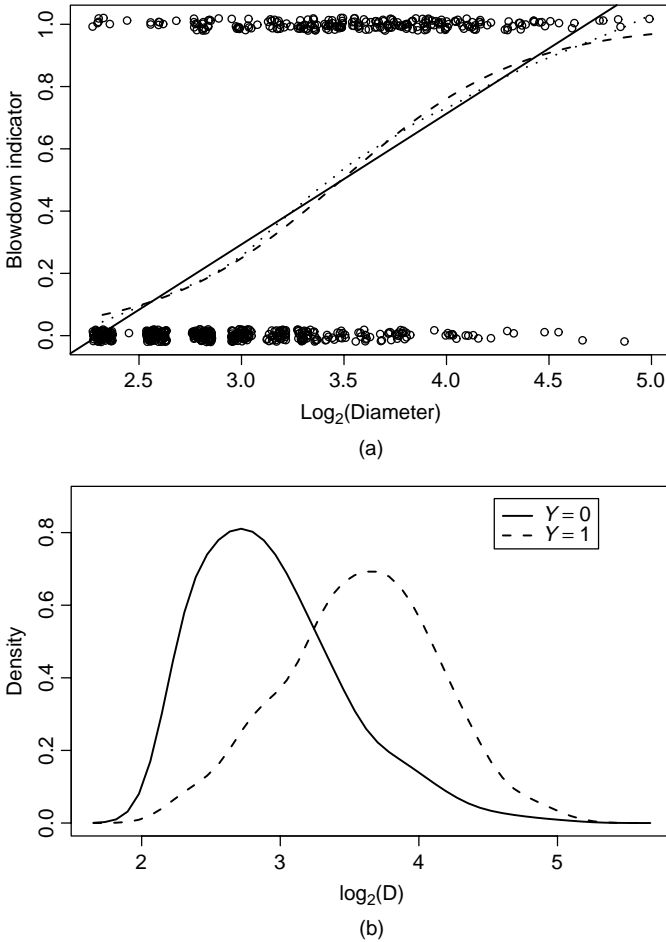 1.0
0.8
0.6
0.4
0.2
0.0
Blowdown indicator
2.5 3.0 3.5 4.0 4.5 5.0
Log2(Diameter)
(a)
0.8
0.6
0.4
0.2
0.0
Density
Y = 0
Y = 1
2 3 4 5
log2(D)
(b)